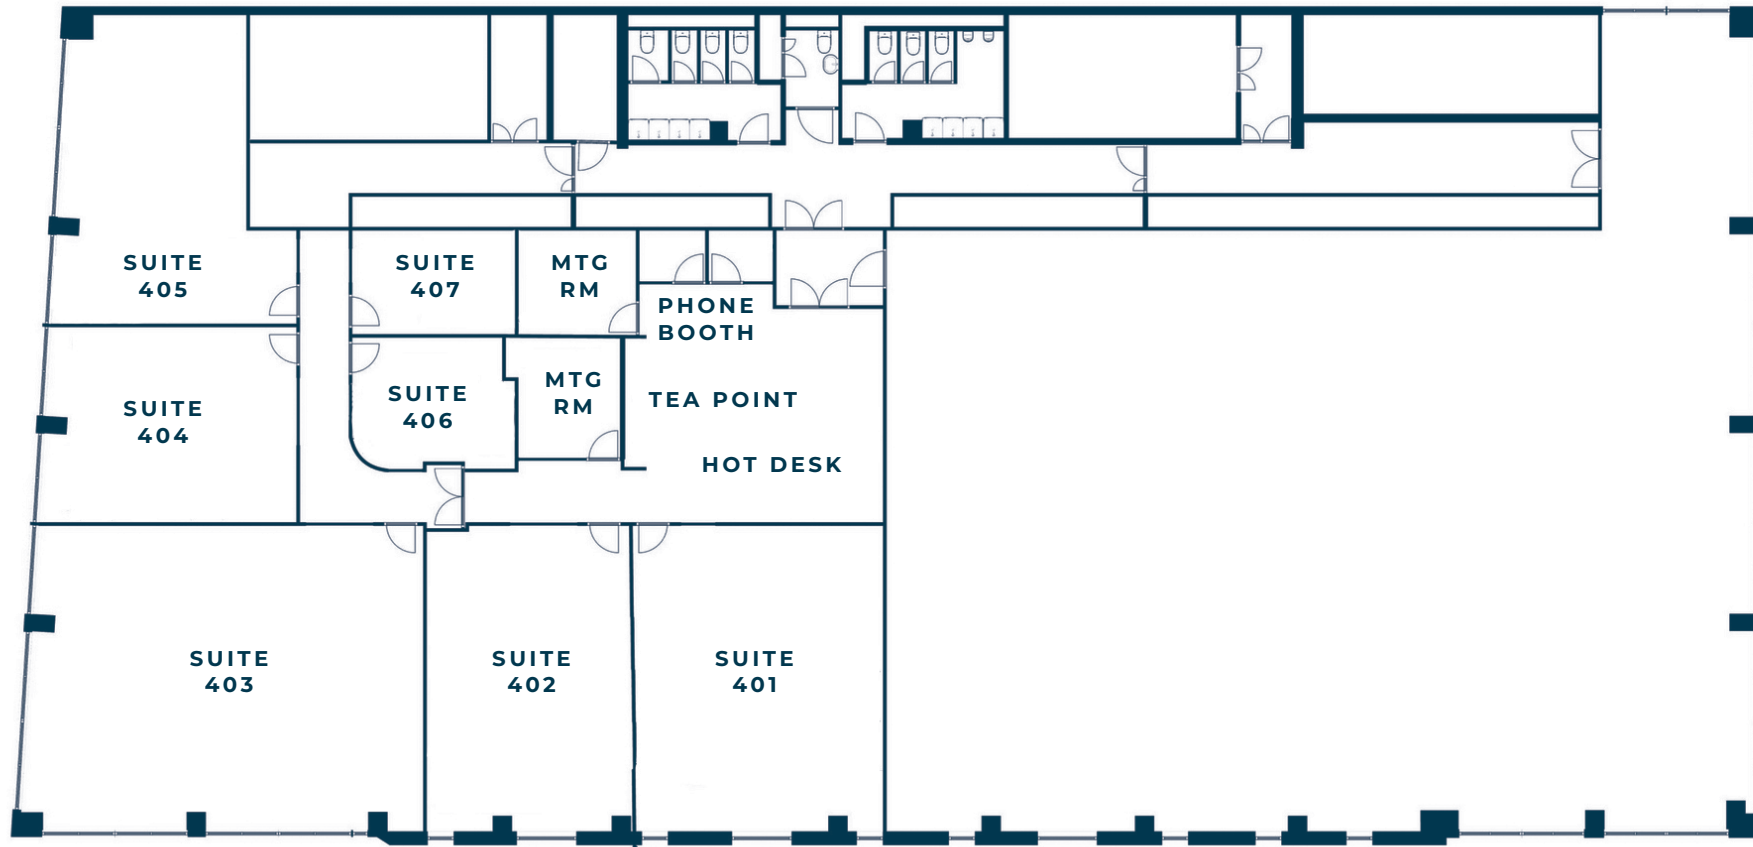 SUITE
405
SUITE
407
MTG
RM
PHONE
BOOTH
SUITE
404
SUITE
406
MTG
RM
TEA POINT
HOT DESK
SUITE
403
SUITE
402
SUITE
401